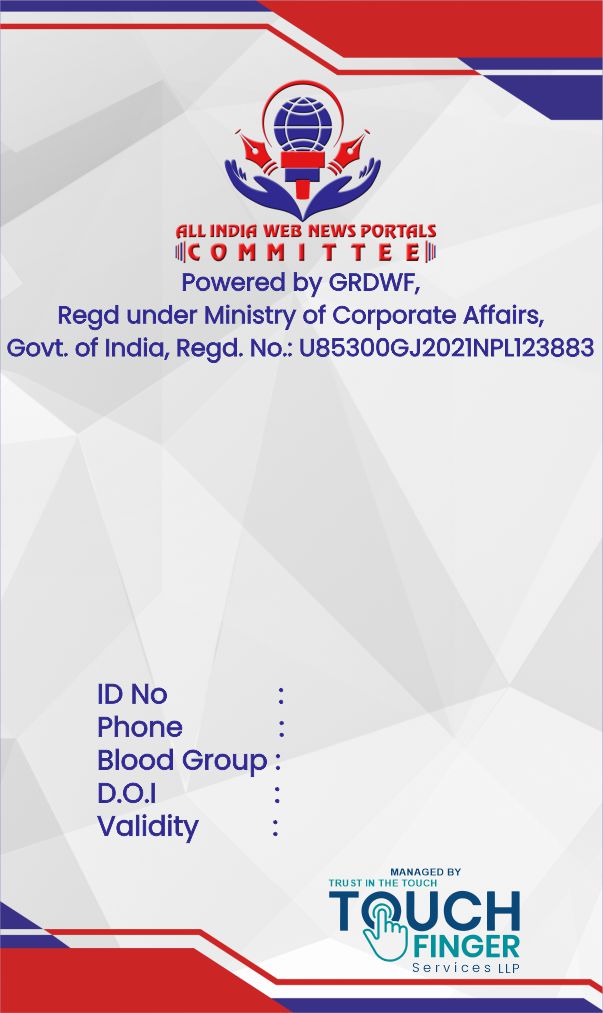 ALL INDIA WEB NEWS PORTALS
COMMITTEE
Powered by GRDWF,
Regd under Ministry of Corporate Affairs,
Govt. of India, Regd. No.: U85300GJ2021NPL123883
ID No :
Phone :
Blood Group :
D.O.I :
Validity :
MANAGED BY
TRUST IN THE TOUCH
TOUCH
FINGER
Services LLP